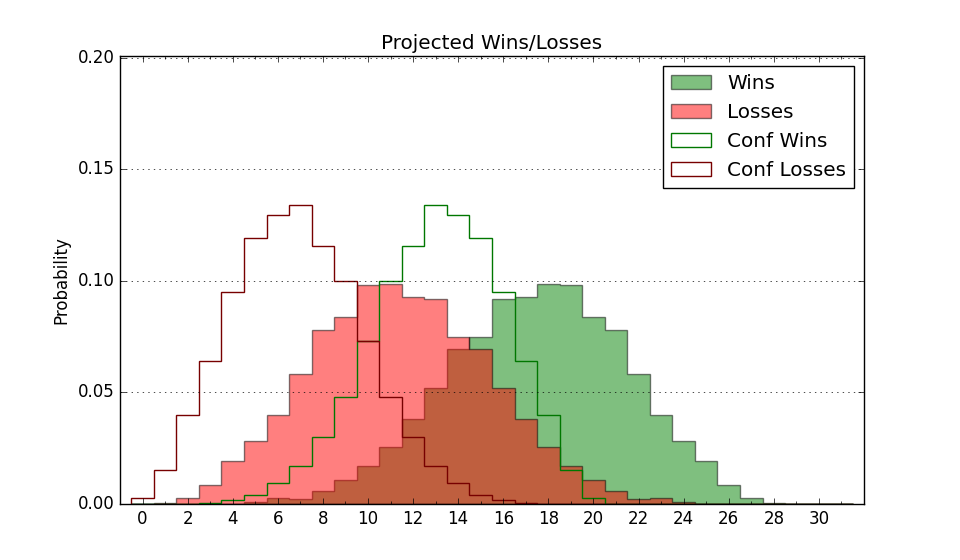 Projected Wins/Losses
0.20
0.15
0.10
0.05
0.00
Probability
Wins
Losses
Conf Wins
Conf Losses
0 2 4 6 8 10 12 14 16 18 20 22 24 26 28 30